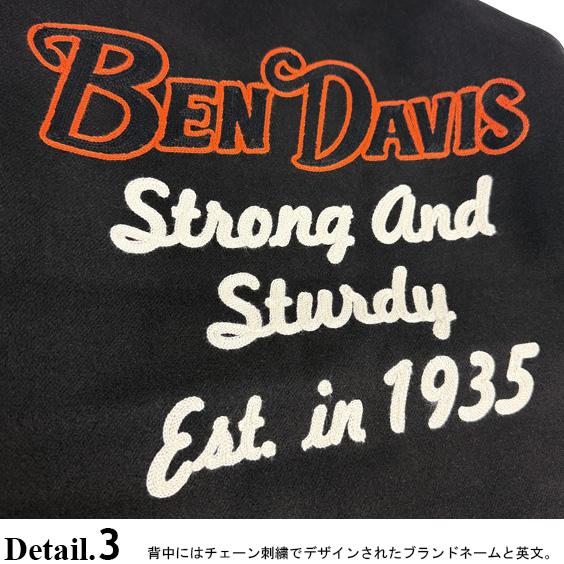 BEN DAVIS
Strong And
Sturdy
Est. in 1935
Detail.3 背中にはチェーン刺繍でデザインされたブランドネームと英文。